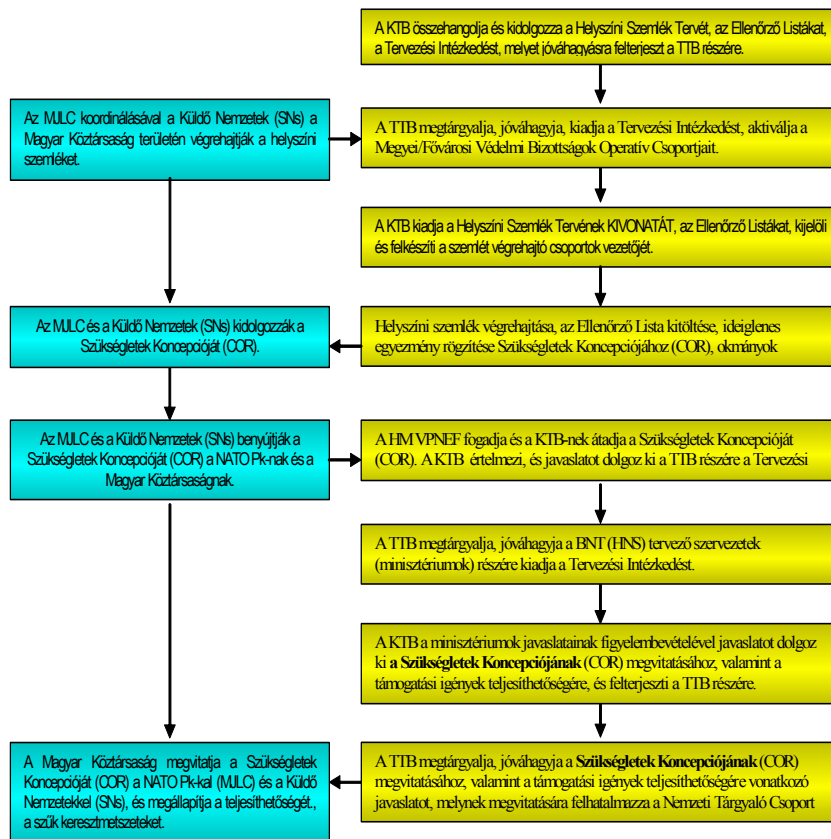 A KTB összehangolja és kidolgozza a Helyszíni Szemlék Tervét, az Ellenőrző Listákat,
a Tervezési Intézkedést, melyet jóváhagyásra felterjeszt a TTB részére.
Az MJLC koordinálásával a Küldő Nemzetek (SNs) a
Magyar Köztársaság területén végrehajtják a helyszíni
szemléket.
A TTB megtárgyalja, jóváhagyja, kiadja a Tervezési Intézkedést, aktiválja a
Megyei/Fővárosi Védelmi Bizottságok Operatív Csoportjait.
A KTB kiadja a Helyszíni Szemlék Tervének KIVONATÁT, az Ellenőrző Listákat, kijelöli
és felkészíti a szemlét végrehajtó csoportok vezetőjét.
Az MJLC és a Küldő Nemzetek (SNs) kidolgozzák a
Szükségletek Koncepcióját (COR).
Helyszíni szemlék végrehajtása, az Ellenőrző Lista kitöltése, ideiglenes
egyezmény rögzítése Szükségletek Koncepciójához (COR), okmányok
Az MJLC és a Küldő Nemzetek (SNs) benyújtják a
Szükségletek Koncepcióját (COR) a NATO Pk-nak és a
Magyar Köztársaságnak.
A HM VPNEF fogadja és a KTB-nek átadja a Szükségletek Koncepcióját
(COR). A KTB értelmezi, és javaslatot dolgoz ki a TTB részére a Tervezési
A TTB megtárgyalja, jóváhagyja a BNT (HNS) tervező szervezetek
(minisztériumok) részére kiadja a Tervezési Intézkedést.
A KTB a minisztériumok javaslatainak figyelembevételével javaslatot dolgoz
ki a Szükségletek Koncepciójának (COR) megvitatásához, valamint a
támogatási igények teljesíthetőségére, és felterjeszti a TTB részére.
A Magyar Köztársaság megvitatja a Szükségletek
Koncepcióját (COR) a NATO Pk-kal (MJLC) és a Küldő
Nemzetekkel (SNs), és megállapítja a teljesíthetőségét.,
a szűk keresztmetszeteket.
A TTB megtárgyalja, jóváhagyja a Szükségletek Koncepciójának (COR)
megvitatásához, valamint a támogatási igények teljesíthetőségére vonatkozó
javaslatot, melynek megvitatására felhatalmazza a Nemzeti Tárgyaló Csoport